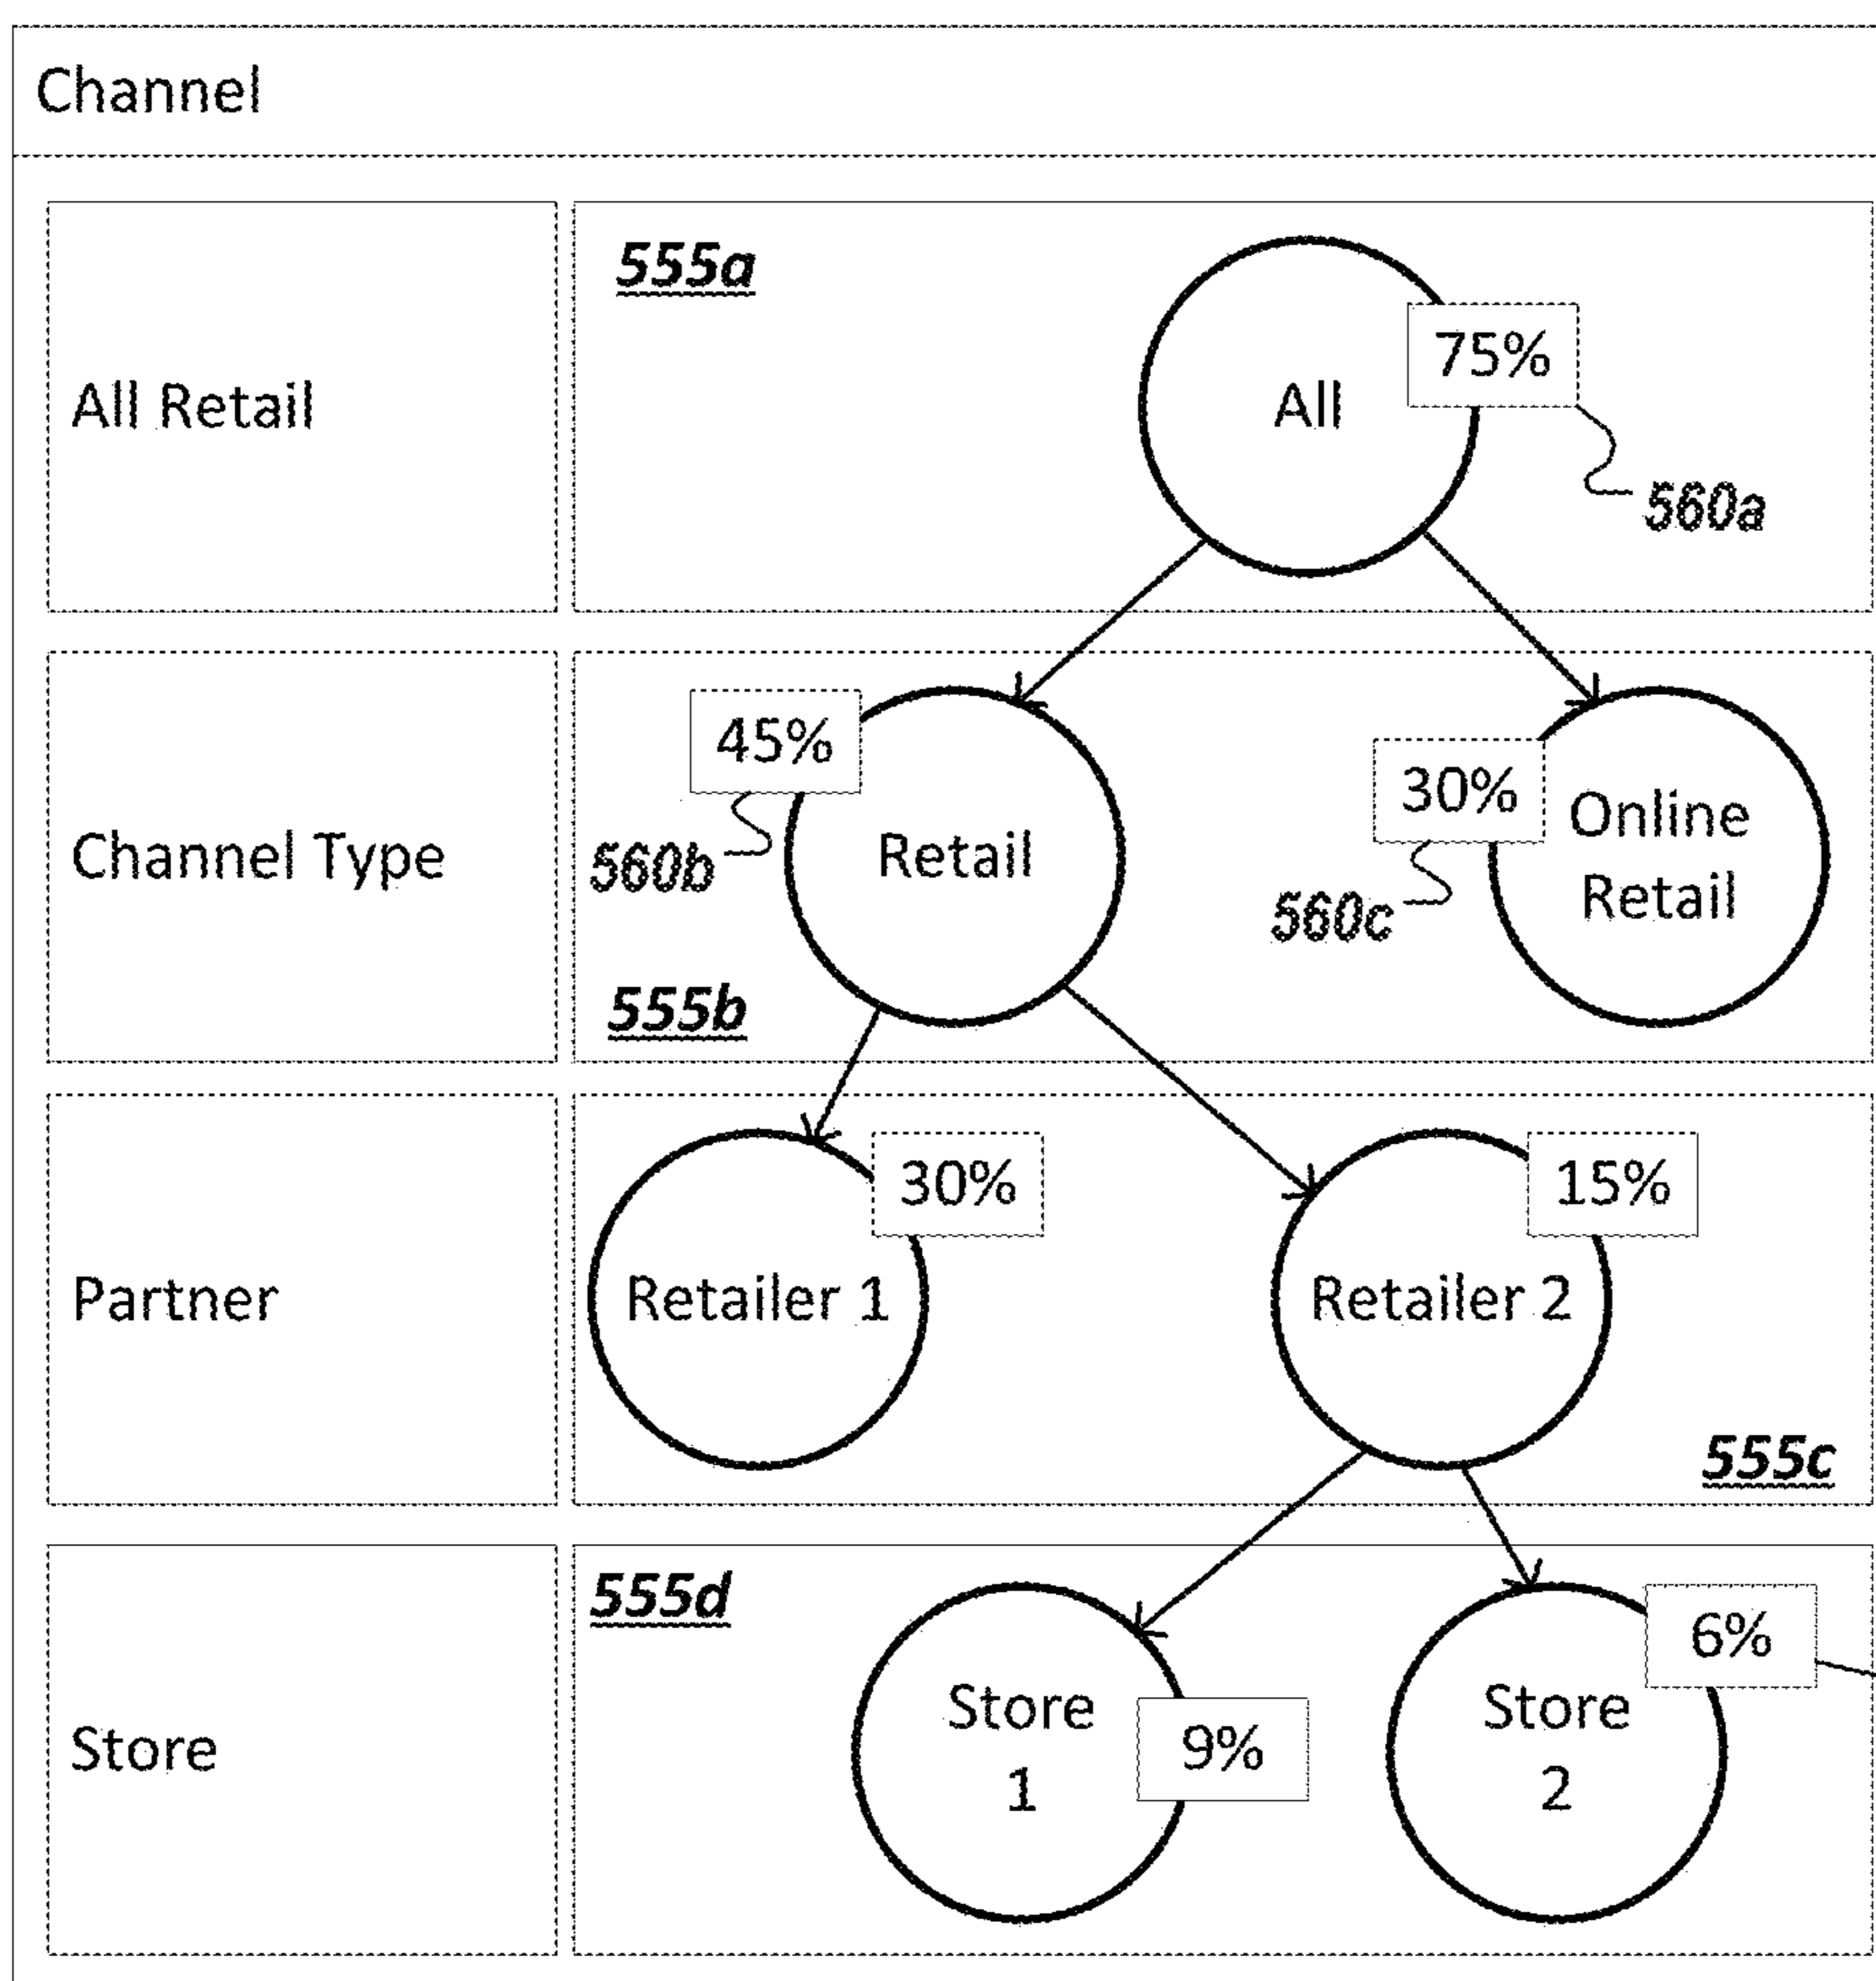 Channel
All Retail
555a
All
75%
560a
Channel Type
45%
560b
Retail
30%
560c
Online
Retail
555b
Partner
Retailer 1
30%
Retailer 2
15%
555c
Store
555d
Store
1
9%
Store
2
6%